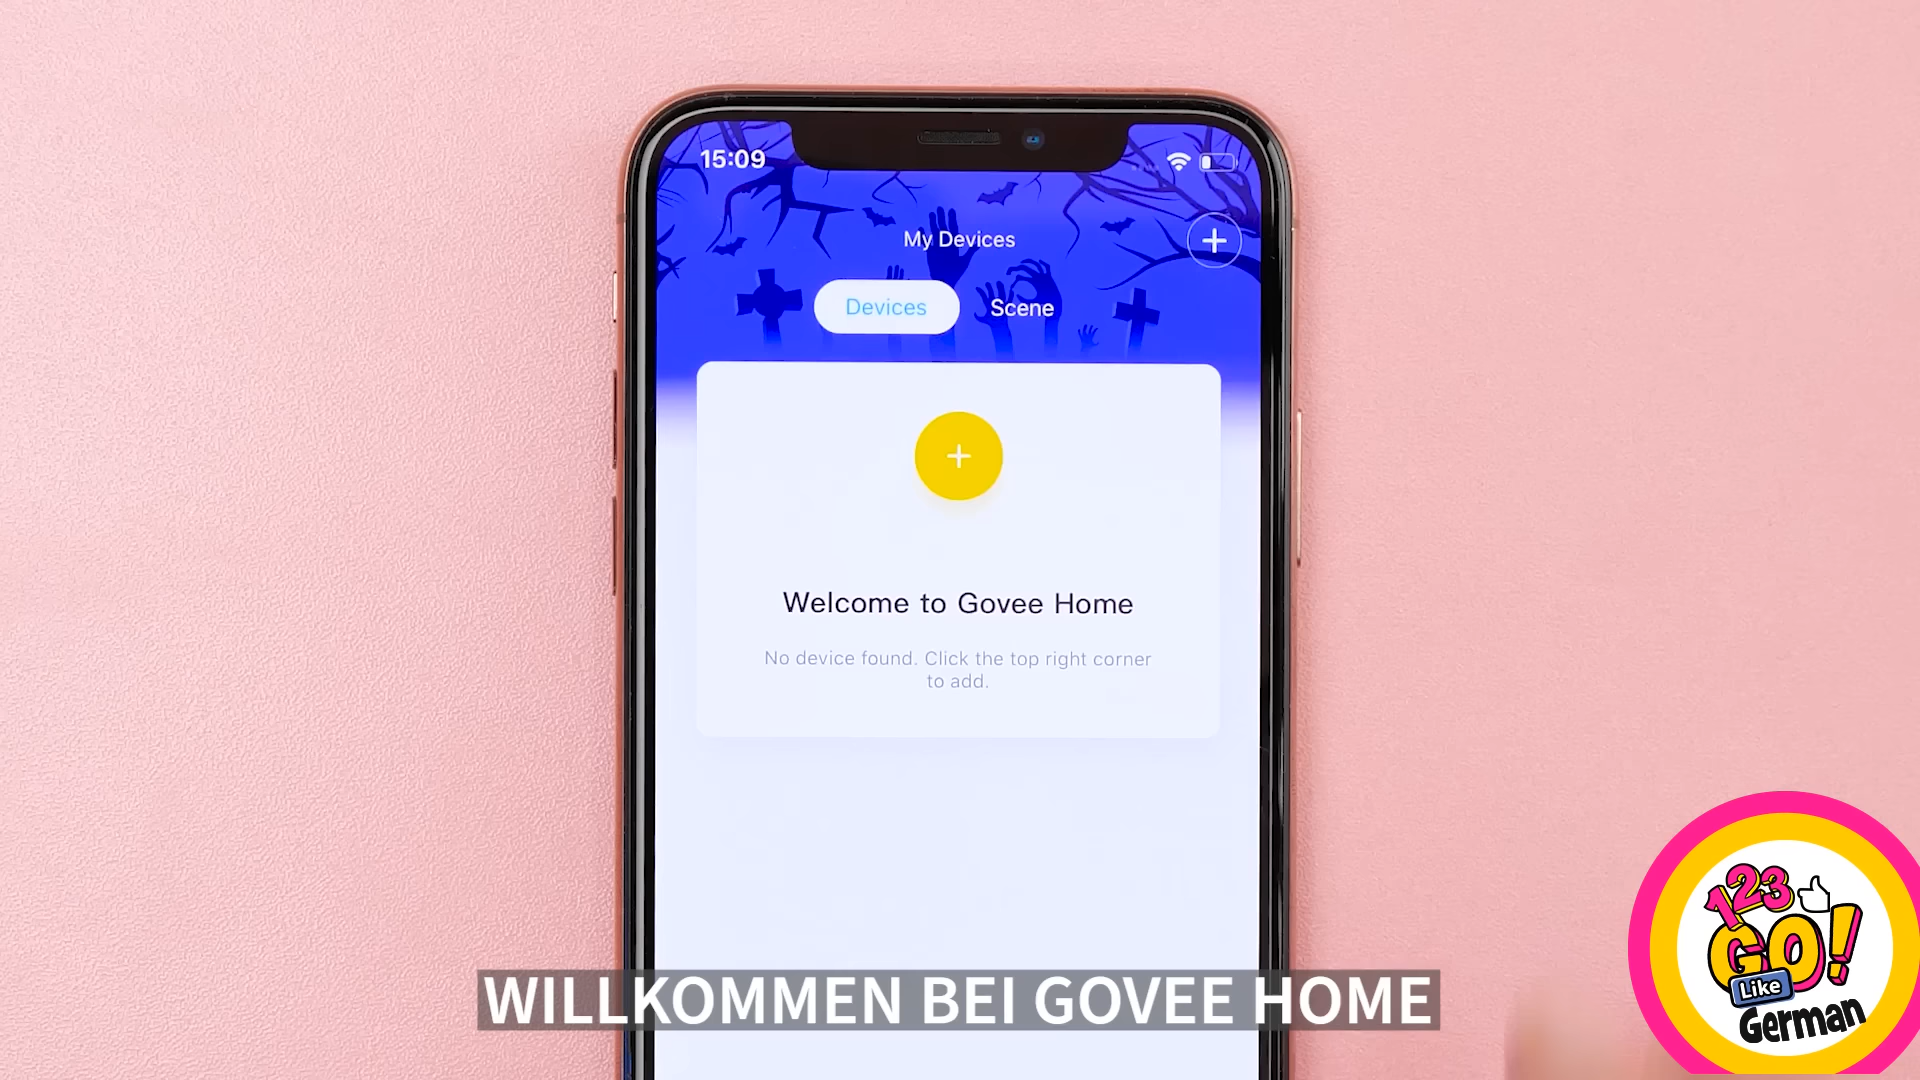 15:09
My Devices
Devices
Scene
Welcome to Govee Home
No device found. Click the top right corner
to add.
WILLKOMMEN BEI GOVEE HOME
123
GO!
Like
German